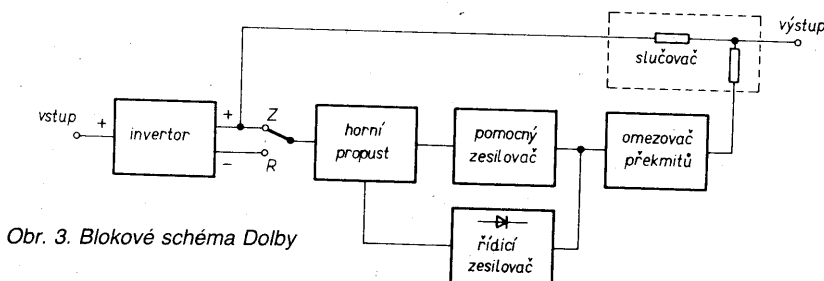 výstup
slučovač
vstup
+
invertor
+
−
Z
R
horní
propust
pomocný
zesilovač
omezovač
překmitů
řídicí
zesilovač
Obr. 3. Blokové schéma Dolby